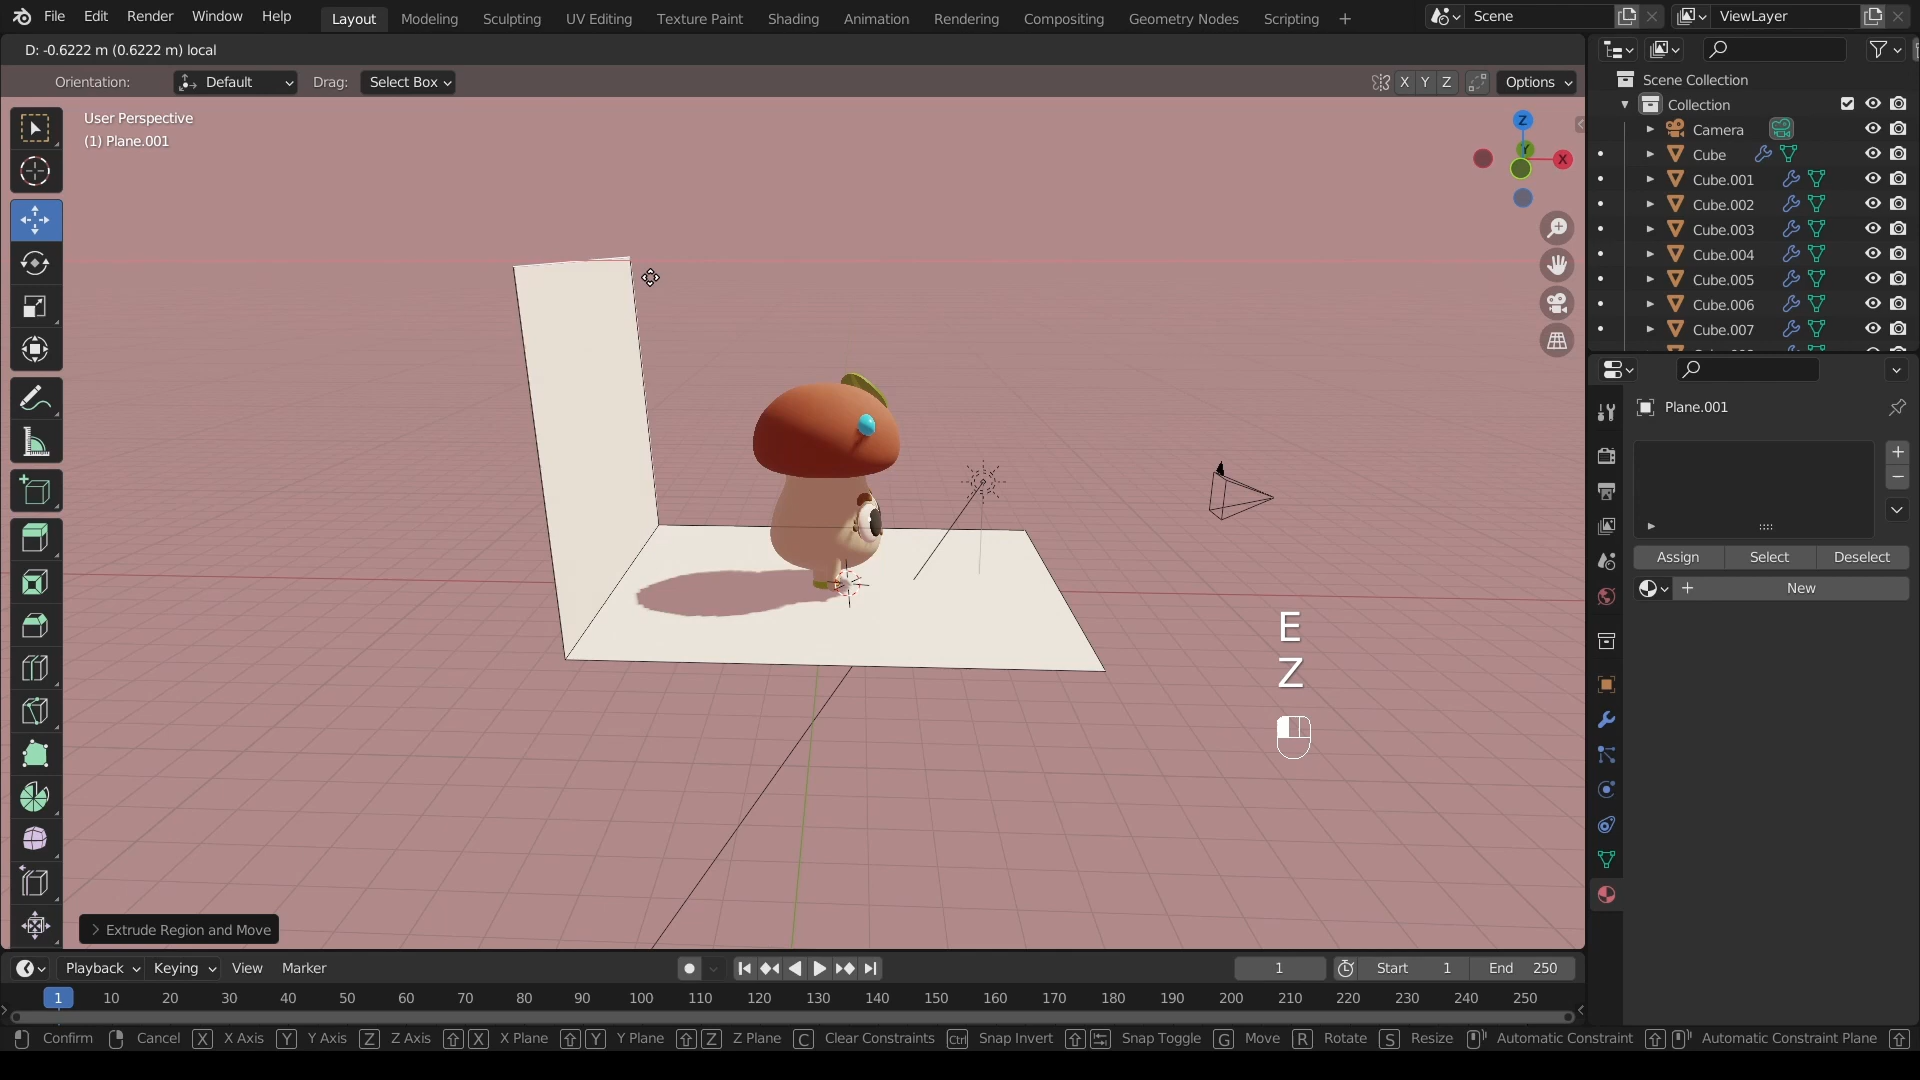 File Edit Render Window Help Layout Modeling Sculpting UV Editing Texture Paint Shading Animation Rendering Compositing Geometry Nodes Scripting + Scene ViewLayer
D: -0.6222 m (0.6222 m) local
Orientation: Default Drag: Select Box X Y Z Options
User Perspective
(1) Plane.001
Z
Y
X
Scene Collection
Collection
Camera
Cube
Cube.001
Cube.002
Cube.003
Cube.004
Cube.005
Cube.006
Cube.007
Plane.001
Assign Select Deselect
New
E
Z
Extrude Region and Move
Playback Keying View Marker 1 Start 1 End 250
1 10 20 30 40 50 60 70 80 90 100 110 120 130 140 150 160 170 180 190 200 210 220 230 240 250
Confirm Cancel X X Axis Y Y Axis Z Z Axis X X Plane Y Y Plane Z Z Plane C Clear Constraints Ctrl Snap Invert Snap Toggle G Move R Rotate S Resize Automatic Constraint Automatic Constraint Plane